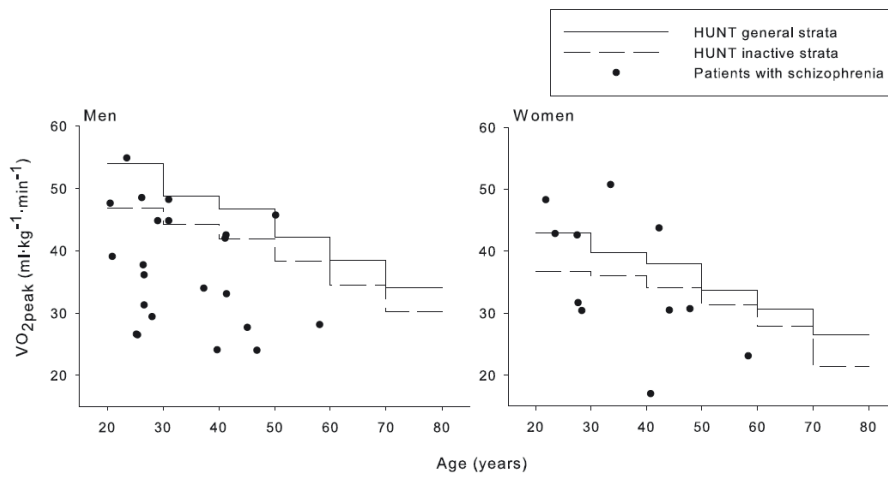 HUNT general strata
HUNT inactive strata
Patients with schizophrenia
Men
Women
60
50
40
30
20
60
50
40
30
20
VO2peak (ml·kg⁻¹·min⁻¹)
20 30 40 50 60 70 80
20 30 40 50 60 70 80
Age (years)